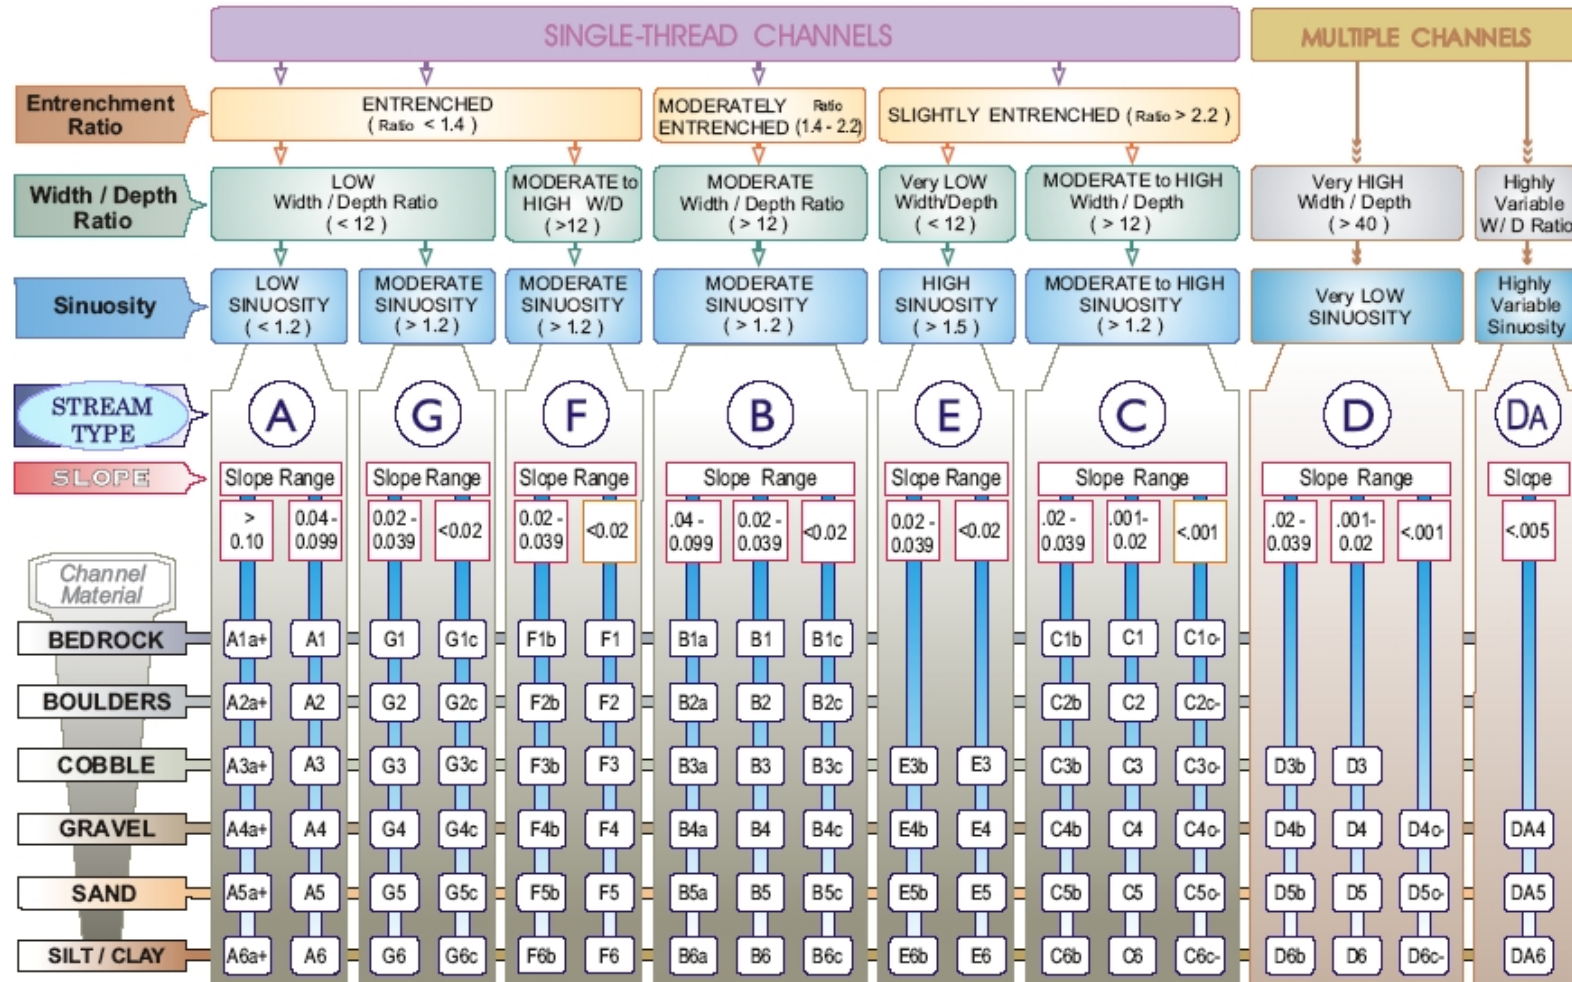 SINGLE-THREAD CHANNELS
MULTIPLE CHANNELS
Entrenchment
Ratio
ENTRENCHED
( Ratio < 1.4 )
MODERATELY Ratio
ENTRENCHED (1.4 - 2.2)
SLIGHTLY ENTRENCHED ( Ratio > 2.2 )
Width / Depth
Ratio
LOW
Width / Depth Ratio
( < 12 )
MODERATE to
HIGH W/D
( >12 )
MODERATE
Width / Depth Ratio
( > 12 )
Very LOW
Width/Depth
( < 12 )
MODERATE to HIGH
Width / Depth
( > 12 )
Very HIGH
Width / Depth
( > 40 )
Highly
Variable
W/ D Ratio
Sinuosity
LOW
SINUOSITY
( < 1.2 )
MODERATE
SINUOSITY
( > 1.2 )
MODERATE
SINUOSITY
( > 1.2 )
MODERATE
SINUOSITY
( > 1.2 )
HIGH
SINUOSITY
( > 1.5 )
MODERATE to HIGH
SINUOSITY
( > 1.2 )
Very LOW
SINUOSITY
Highly
Variable
Sinuosity
STREAM
TYPE
A G F B E C D DA
SLOPE
Slope Range Slope Range Slope Range Slope Range Slope Range Slope Range Slope Range Slope
>
0.10
0.04 -
0.099
0.02 -
0.039
<0.02
0.02 -
0.039
<0.02
.04 -
0.099
0.02 -
0.039
<0.02
0.02 -
0.039
<0.02
.02 -
0.039
.001-
0.02
<.001
.02 -
0.039
.001-
0.02
<.001
<.005
Channel
Material
BEDROCK A1a+ A1 G1 G1c F1b F1 B1a B1 B1c C1b C1 C1c-
BOULDERS A2a+ A2 G2 G2c F2b F2 B2a B2 B2c C2b C2 C2c-
COBBLE A3a+ A3 G3 G3c F3b F3 B3a B3 B3c E3b E3 C3b C3 C3c- D3b D3
GRAVEL A4a+ A4 G4 G4c F4b F4 B4a B4 B4c E4b E4 C4b C4 C4c- D4b D4 D4c- DA4
SAND A5a+ A5 G5 G5c F5b F5 B5a B5 B5c E5b E5 C5b C5 C5c- D5b D5 D5c- DA5
SILT / CLAY A6a+ A6 G6 G6c F6b F6 B6a B6 B6c E6b E6 C6b C6 C6c- D6b D6 D6c- DA6